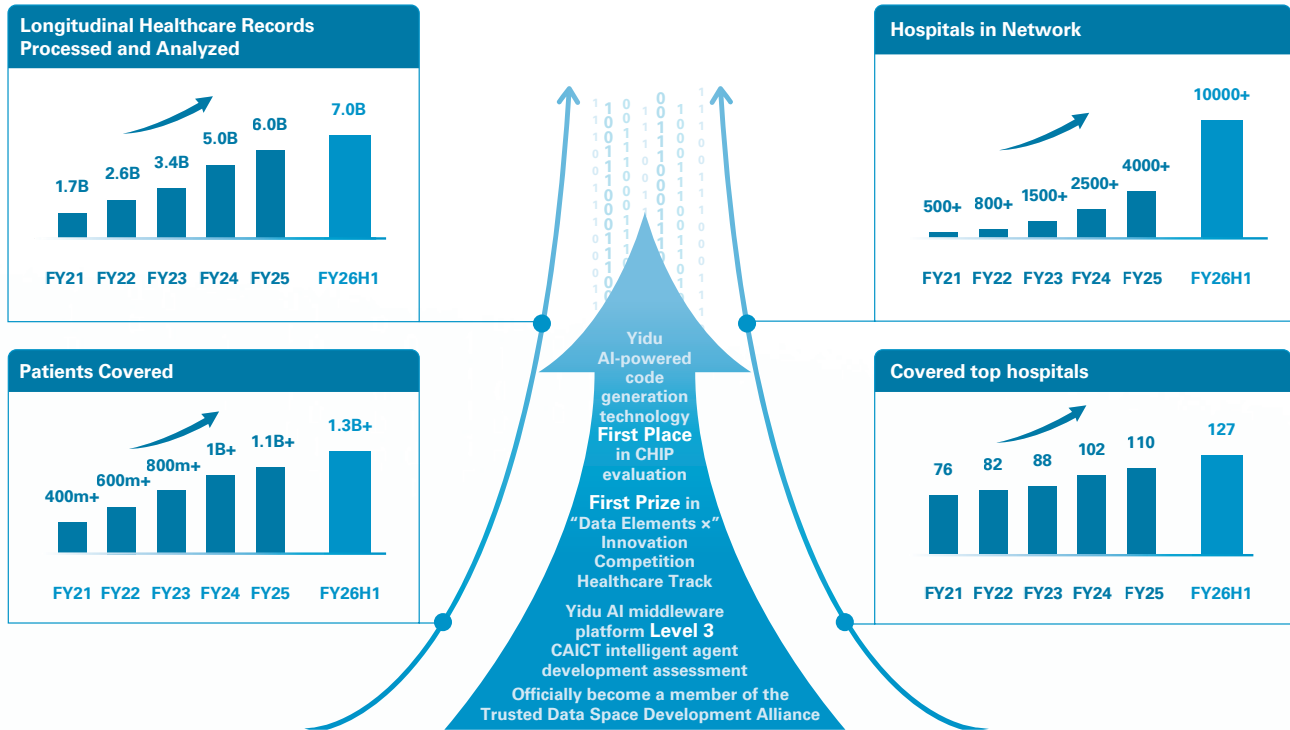 Longitudinal Healthcare Records
Processed and Analyzed
1.7B
2.6B
3.4B
5.0B
6.0B
7.0B
FY21 FY22 FY23 FY24 FY25 FY26H1
Hospitals in Network
500+
800+
1500+
2500+
4000+
10000+
FY21 FY22 FY23 FY24 FY25 FY26H1
Patients Covered
400m+
600m+
800m+
1B+
1.1B+
1.3B+
FY21 FY22 FY23 FY24 FY25 FY26H1
Covered top hospitals
76
82
88
102
110
127
FY21 FY22 FY23 FY24 FY25 FY26H1
Yidu
AI-powered
code
generation
technology
First Place
in CHIP
evaluation
First Prize in
“Data Elements ×”
Innovation
Competition
Healthcare Track
Yidu AI middleware
platform Level 3
CAICT intelligent agent
development assessment
Officially become a member of the
Trusted Data Space Development Alliance